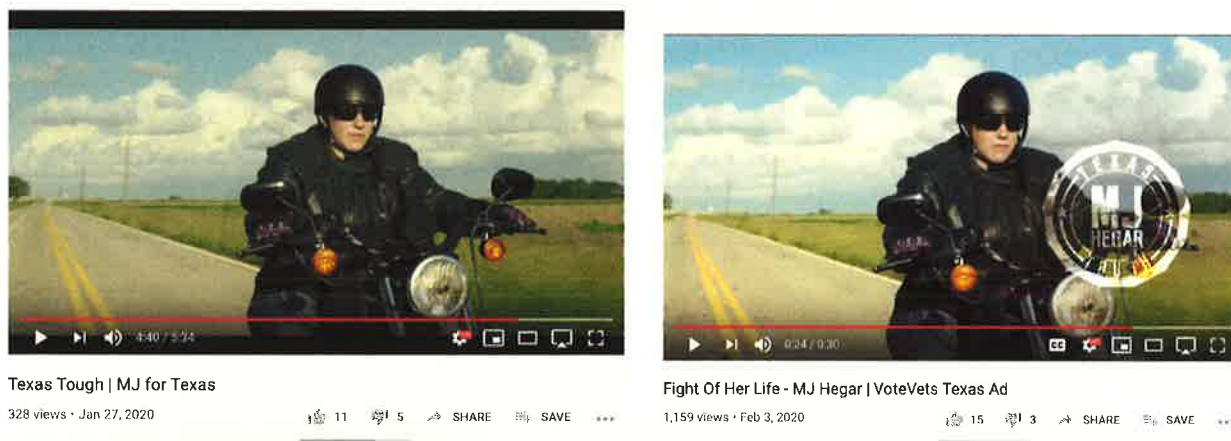 4:40 / 5:34
Texas Tough | MJ for Texas
328 views • Jan 27, 2020
11
5
SHARE
SAVE
TEXAS
MJ
HEGAR
0:24 / 0:30
CC
Fight Of Her Life - MJ Hegar | VoteVets Texas Ad
1,159 views • Feb 3, 2020
15
3
SHARE
SAVE